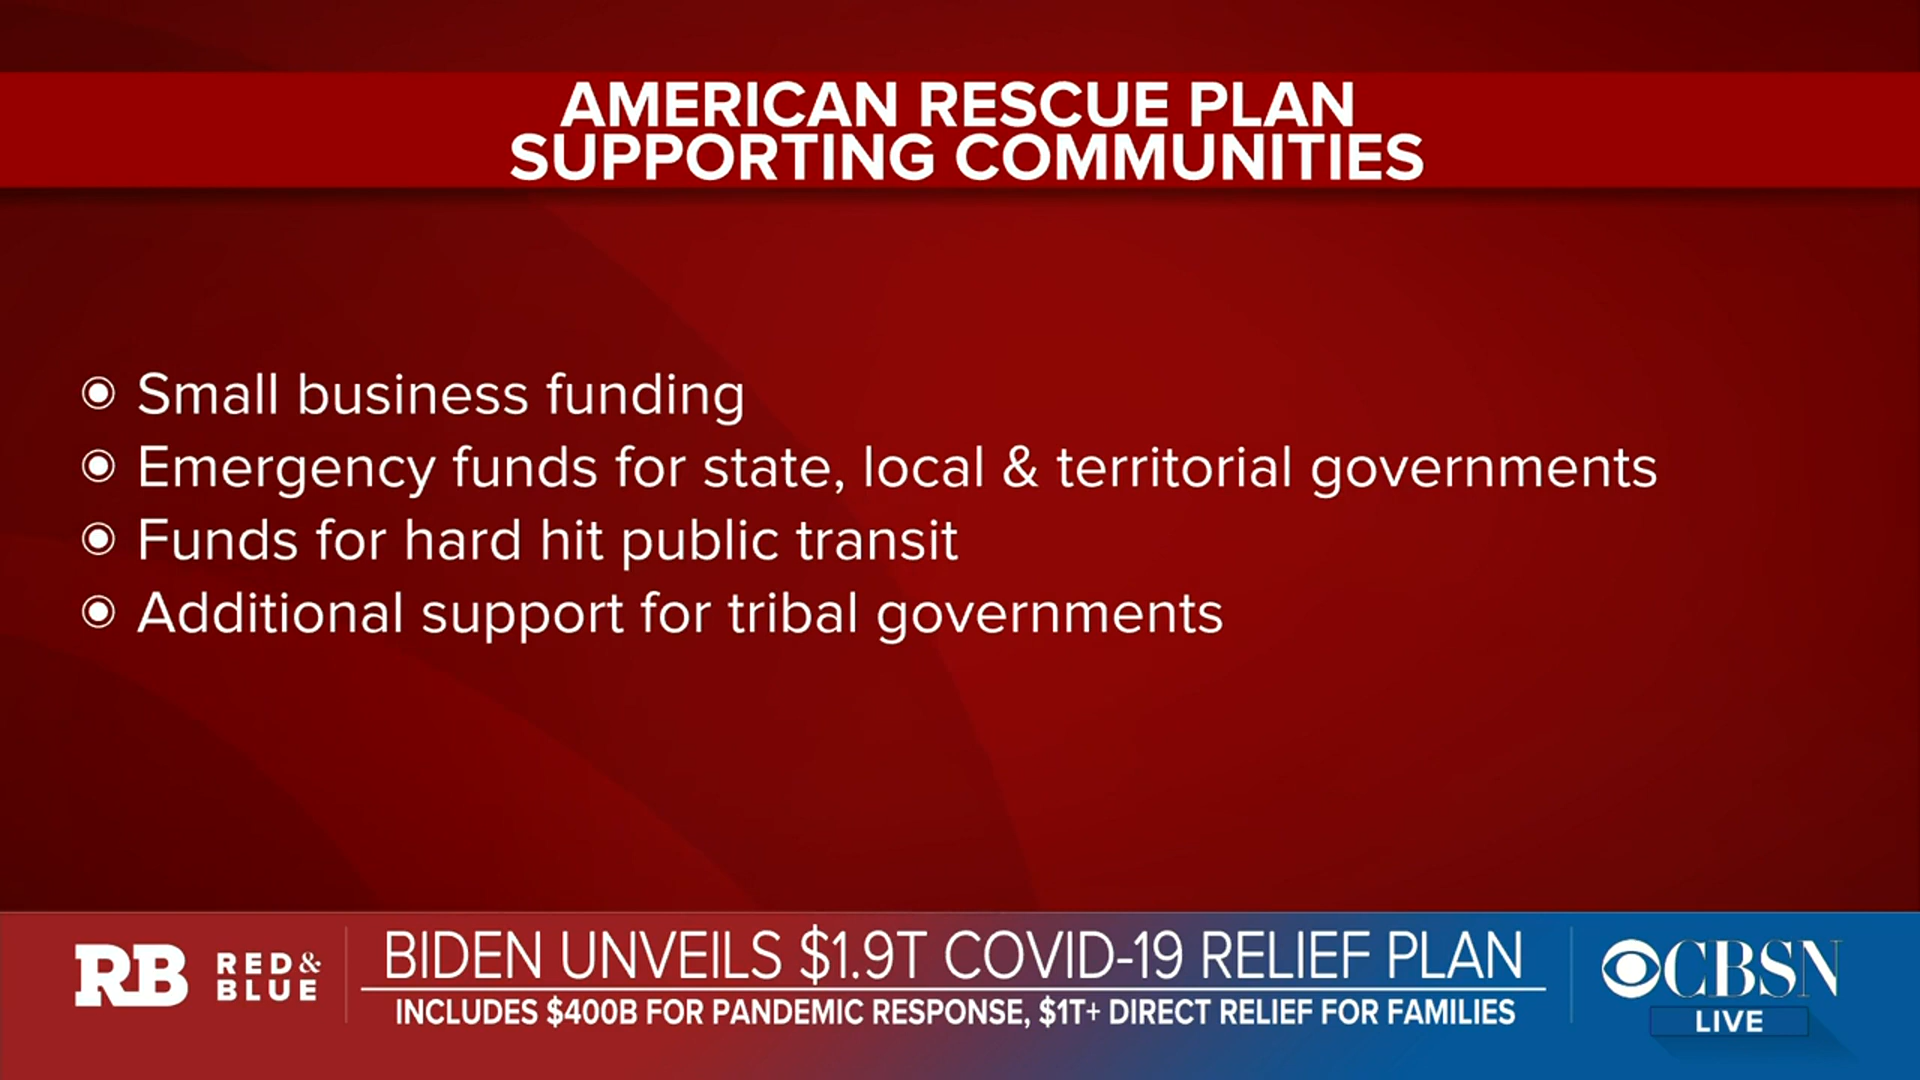 AMERICAN RESCUE PLAN
SUPPORTING COMMUNITIES
Small business funding
Emergency funds for state, local & territorial governments
Funds for hard hit public transit
Additional support for tribal governments
RB RED&
BLUE
BIDEN UNVEILS $1.9T COVID-19 RELIEF PLAN
INCLUDES $400B FOR PANDEMIC RESPONSE, $1T+ DIRECT RELIEF FOR FAMILIES
CBSN
LIVE